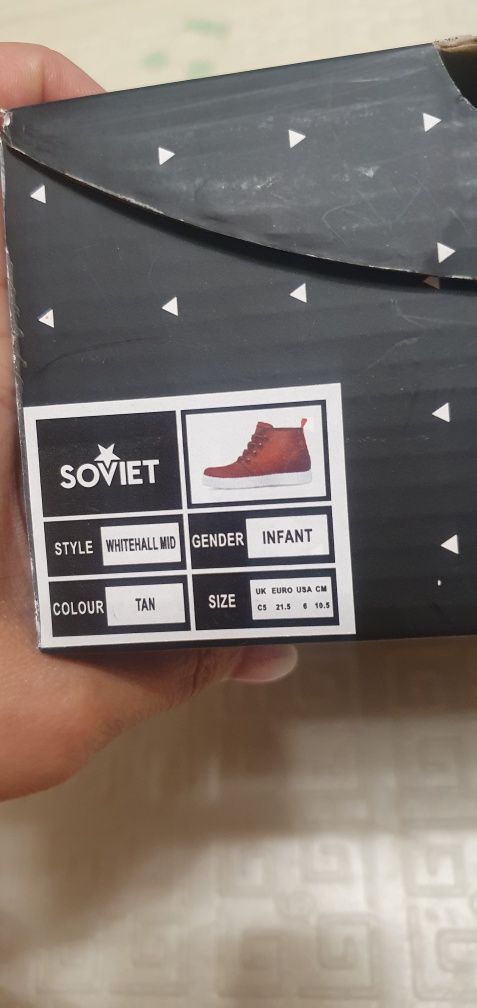 SOVIET
STYLE WHITEHALL MID GENDER INFANT
COLOUR TAN SIZE UK EURO USA CM
C5 21.5 6 10.5